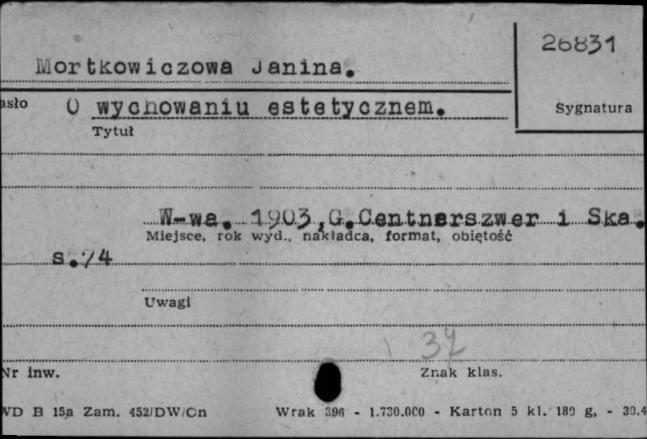 26831
Mortkowiczowa Janina.
asło O wychowaniu estetycznem.
Sygnatura
Tytuł
W-wa. 1903, G. Centnerszwer i Ska.
Miejsce, rok wyd., nakładca, format, obiętość
s. 74
Uwagi
32
Nr inw.
Znak klas.
WD B 15a Zam. 452/DW/Cn Wrak 396 - 1.730.000 - Karton 5 kl. 180 g, - 30.4